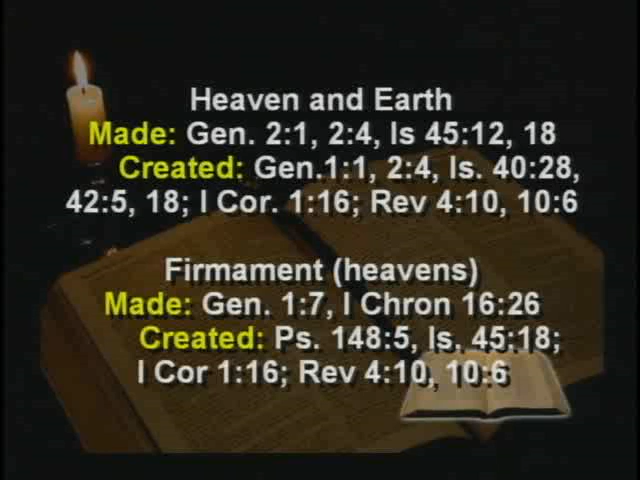 Heaven and Earth
Made: Gen. 2:1, 2:4, Is 45:12, 18
Created: Gen.1:1, 2:4, Is. 40:28,
42:5, 18; I Cor. 1:16; Rev 4:10, 10:6
Firmament (heavens)
Made: Gen. 1:7, I Chron 16:26
Created: Ps. 148:5, Is. 45:18;
I Cor 1:16; Rev 4:10, 10:6